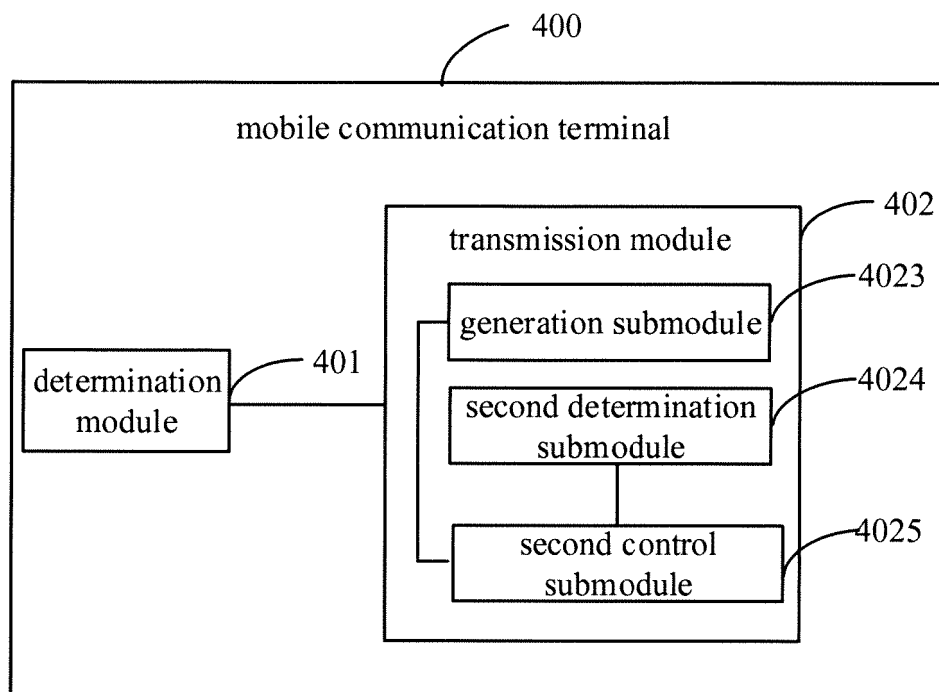 400
mobile communication terminal
402
transmission module
4023
generation submodule
401
determination
module
4024
second determination
submodule
4025
second control
submodule